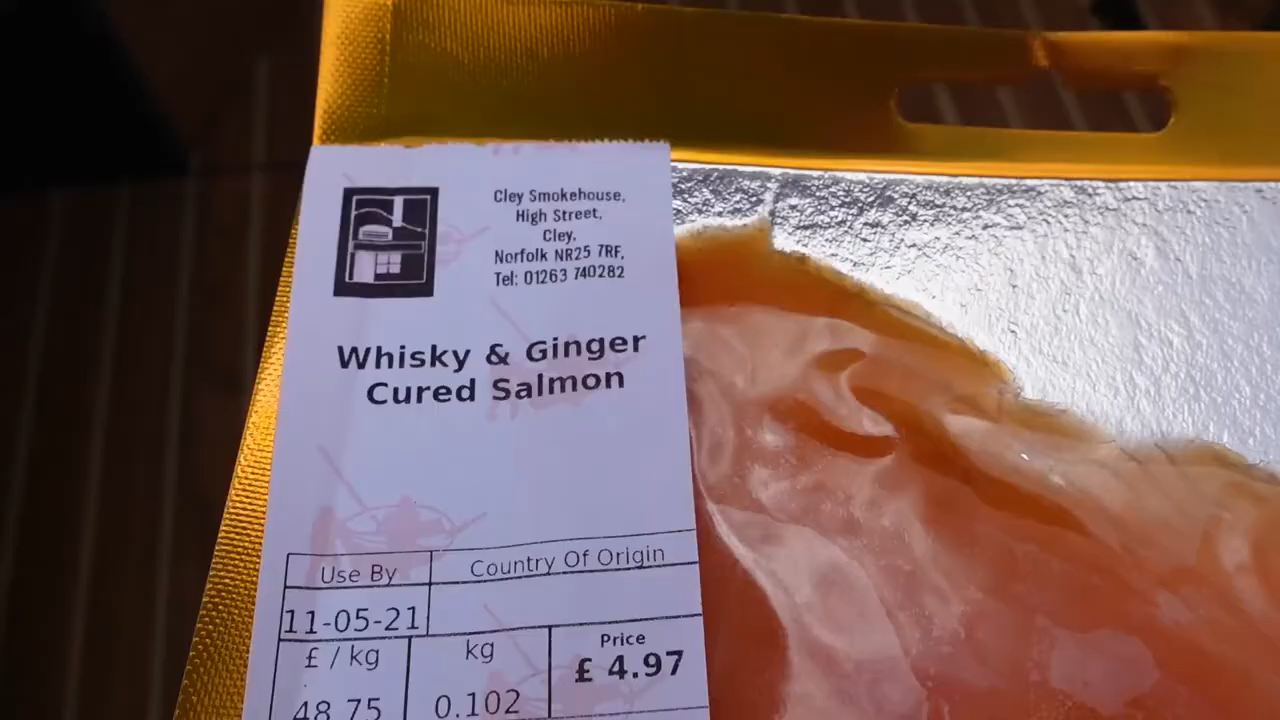 Cley Smokehouse,
High Street,
Cley,
Norfolk NR25 7RF,
Tel: 01263 740282
Whisky & Ginger
Cured Salmon
Use By
Country Of Origin
11-05-21
£ / kg
kg
Price
£ 4.97
48.75
0.102